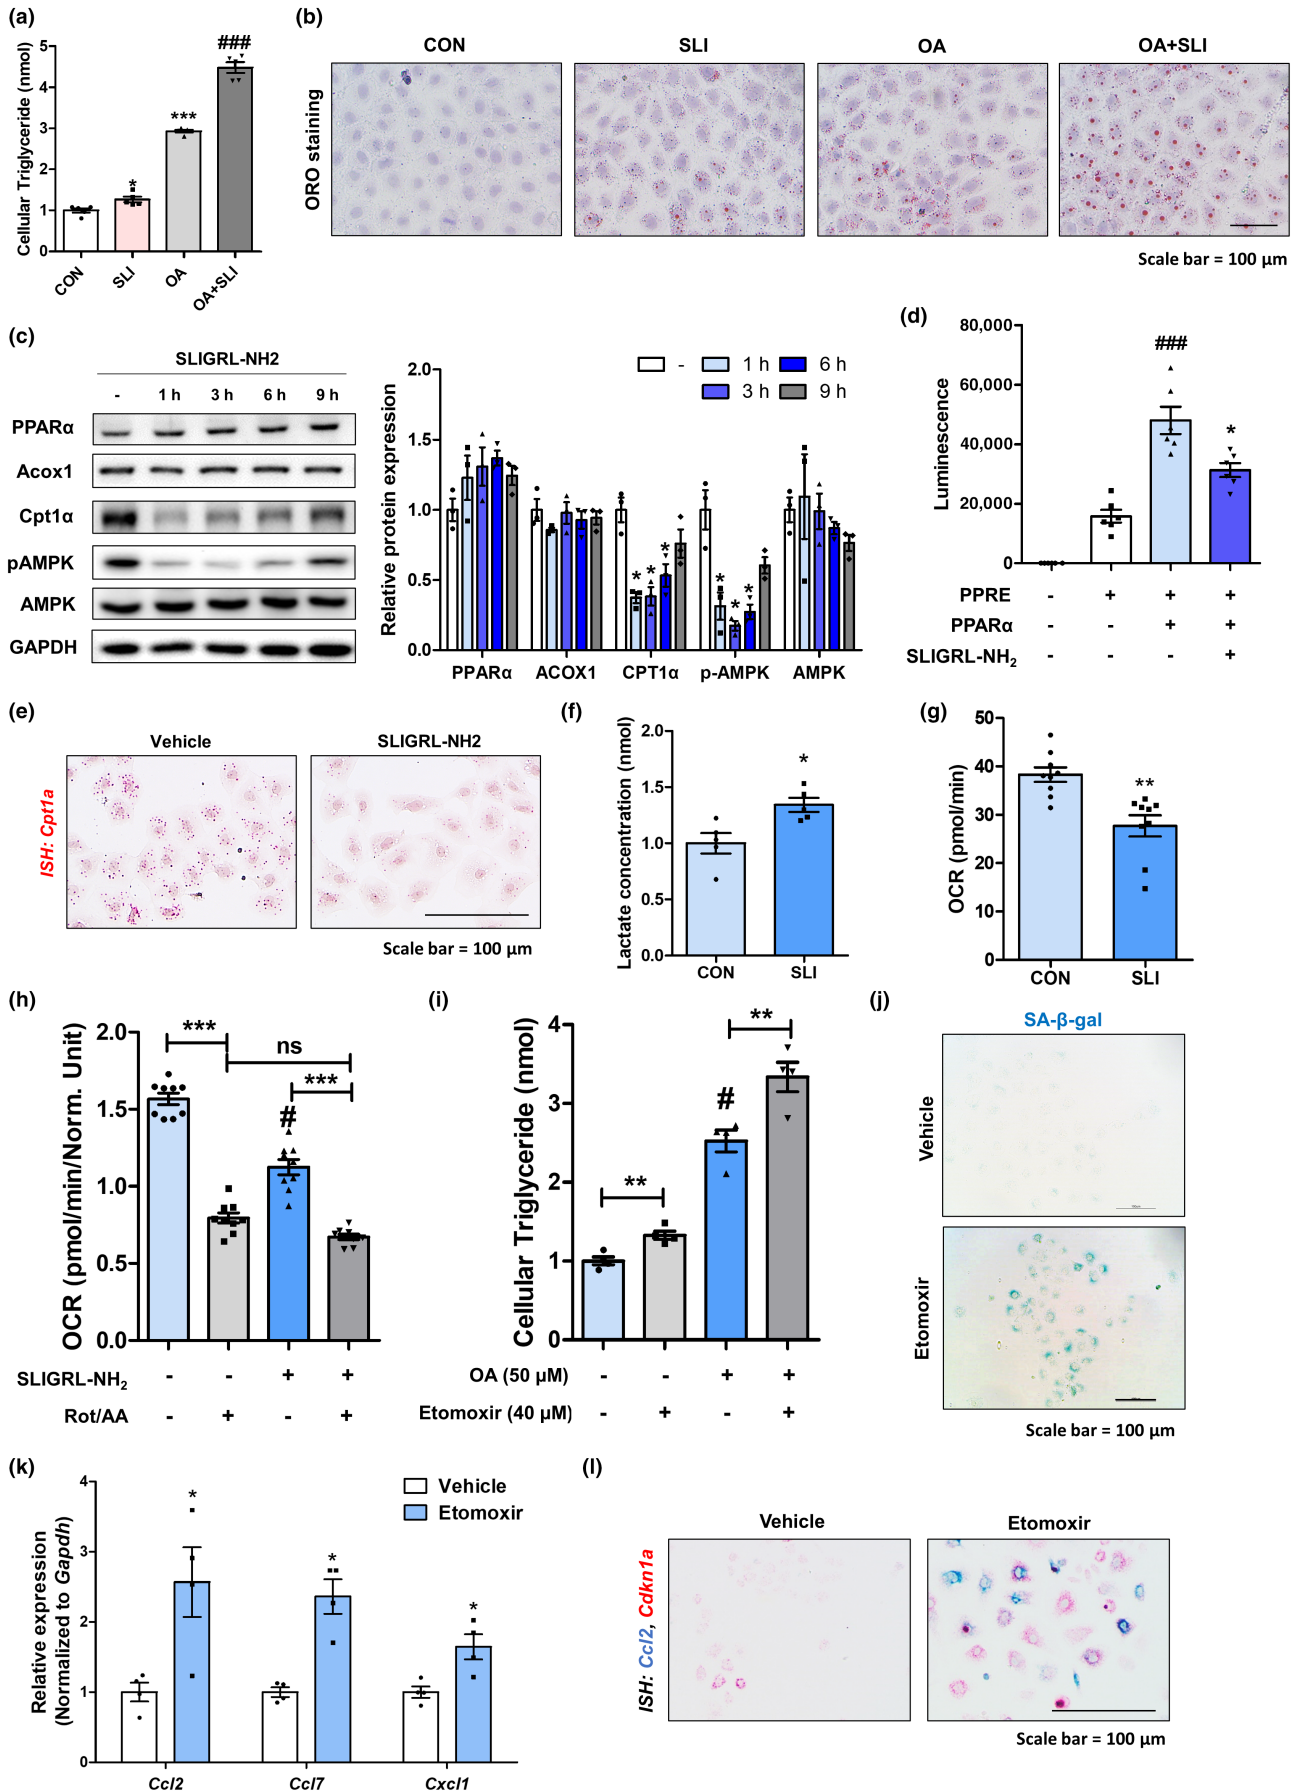 (a)
Cellular Triglyceride (nmol)
5
4
3
2
1
0
*
***
###
CON
SLI
OA
OA+SLI
(b)
CON
SLI
OA
OA+SLI
ORO staining
Scale bar = 100 µm
(c)
SLIGRL-NH2
- 1 h 3 h 6 h 9 h
PPARα
Acox1
Cpt1α
pAMPK
AMPK
GAPDH
Relative protein expression
2.0
1.5
1.0
0.5
0.0
- 1 h 6 h
3 h 9 h
* * *
* * *
PPARα ACOX1 CPT1α p-AMPK AMPK
(d)
Luminescence
80,000
60,000
40,000
20,000
0
###
*
PPRE - + + +
PPARα - - + +
SLIGRL-NH2 - - - +
(e)
Vehicle
SLIGRL-NH2
ISH: Cpt1a
Scale bar = 100 µm
(f)
Lactate concentration (nmol)
2.0
1.5
1.0
0.5
0.0
*
CON SLI
(g)
OCR (pmol/min)
50
40
30
20
10
0
**
CON SLI
(h)
OCR (pmol/min/Norm. Unit)
2.0
1.5
1.0
0.5
0.0
***
ns
***
#
SLIGRL-NH2 - - + +
Rot/AA - + - +
(i)
Cellular Triglyceride (nmol)
4
3
2
1
0
**
#
**
OA (50 µM) - - + +
Etomoxir (40 µM) - + - +
(j)
SA-β-gal
Vehicle
Etomoxir
Scale bar = 100 µm
(k)
Relative expression
(Normalized to Gapdh)
4
3
2
1
0
Vehicle
Etomoxir
*
*
*
Ccl2 Ccl7 Cxcl1
(l)
Vehicle
Etomoxir
ISH: Ccl2, Cdkn1a
Scale bar = 100 µm